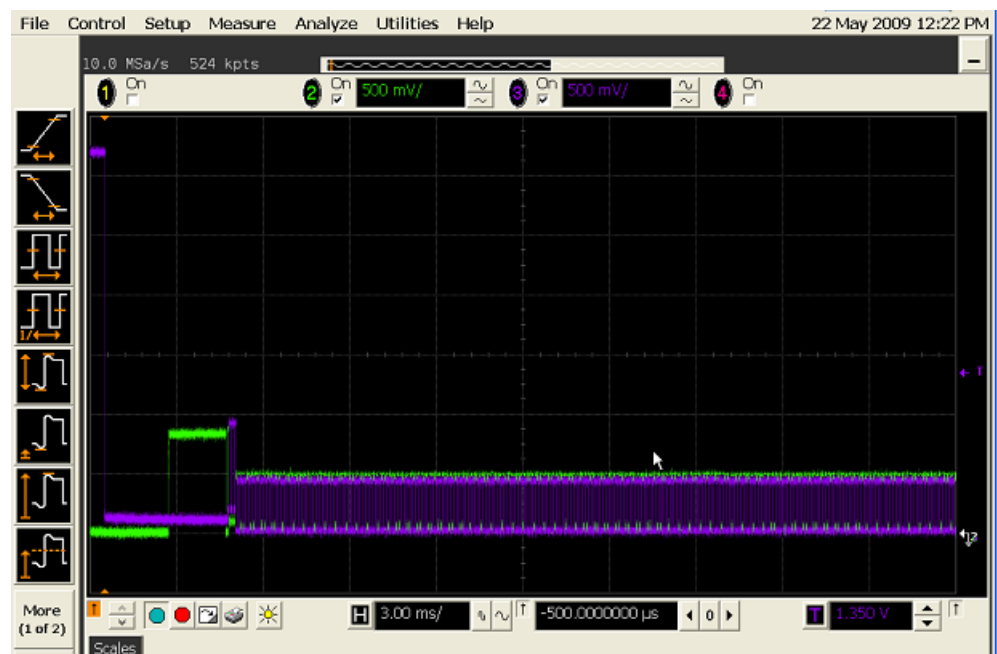 File Control Setup Measure Analyze Utilities Help 22 May 2009 12:22 PM
10.0 MSa/s 524 kpts
1 On 2 On 500 mV/ 3 On 500 mV/ 4 On
T
1/
2
More
(1 of 2)
T H 3.00 ms/ T -500.0000000 µs 0 T 1.350 V T
Scales